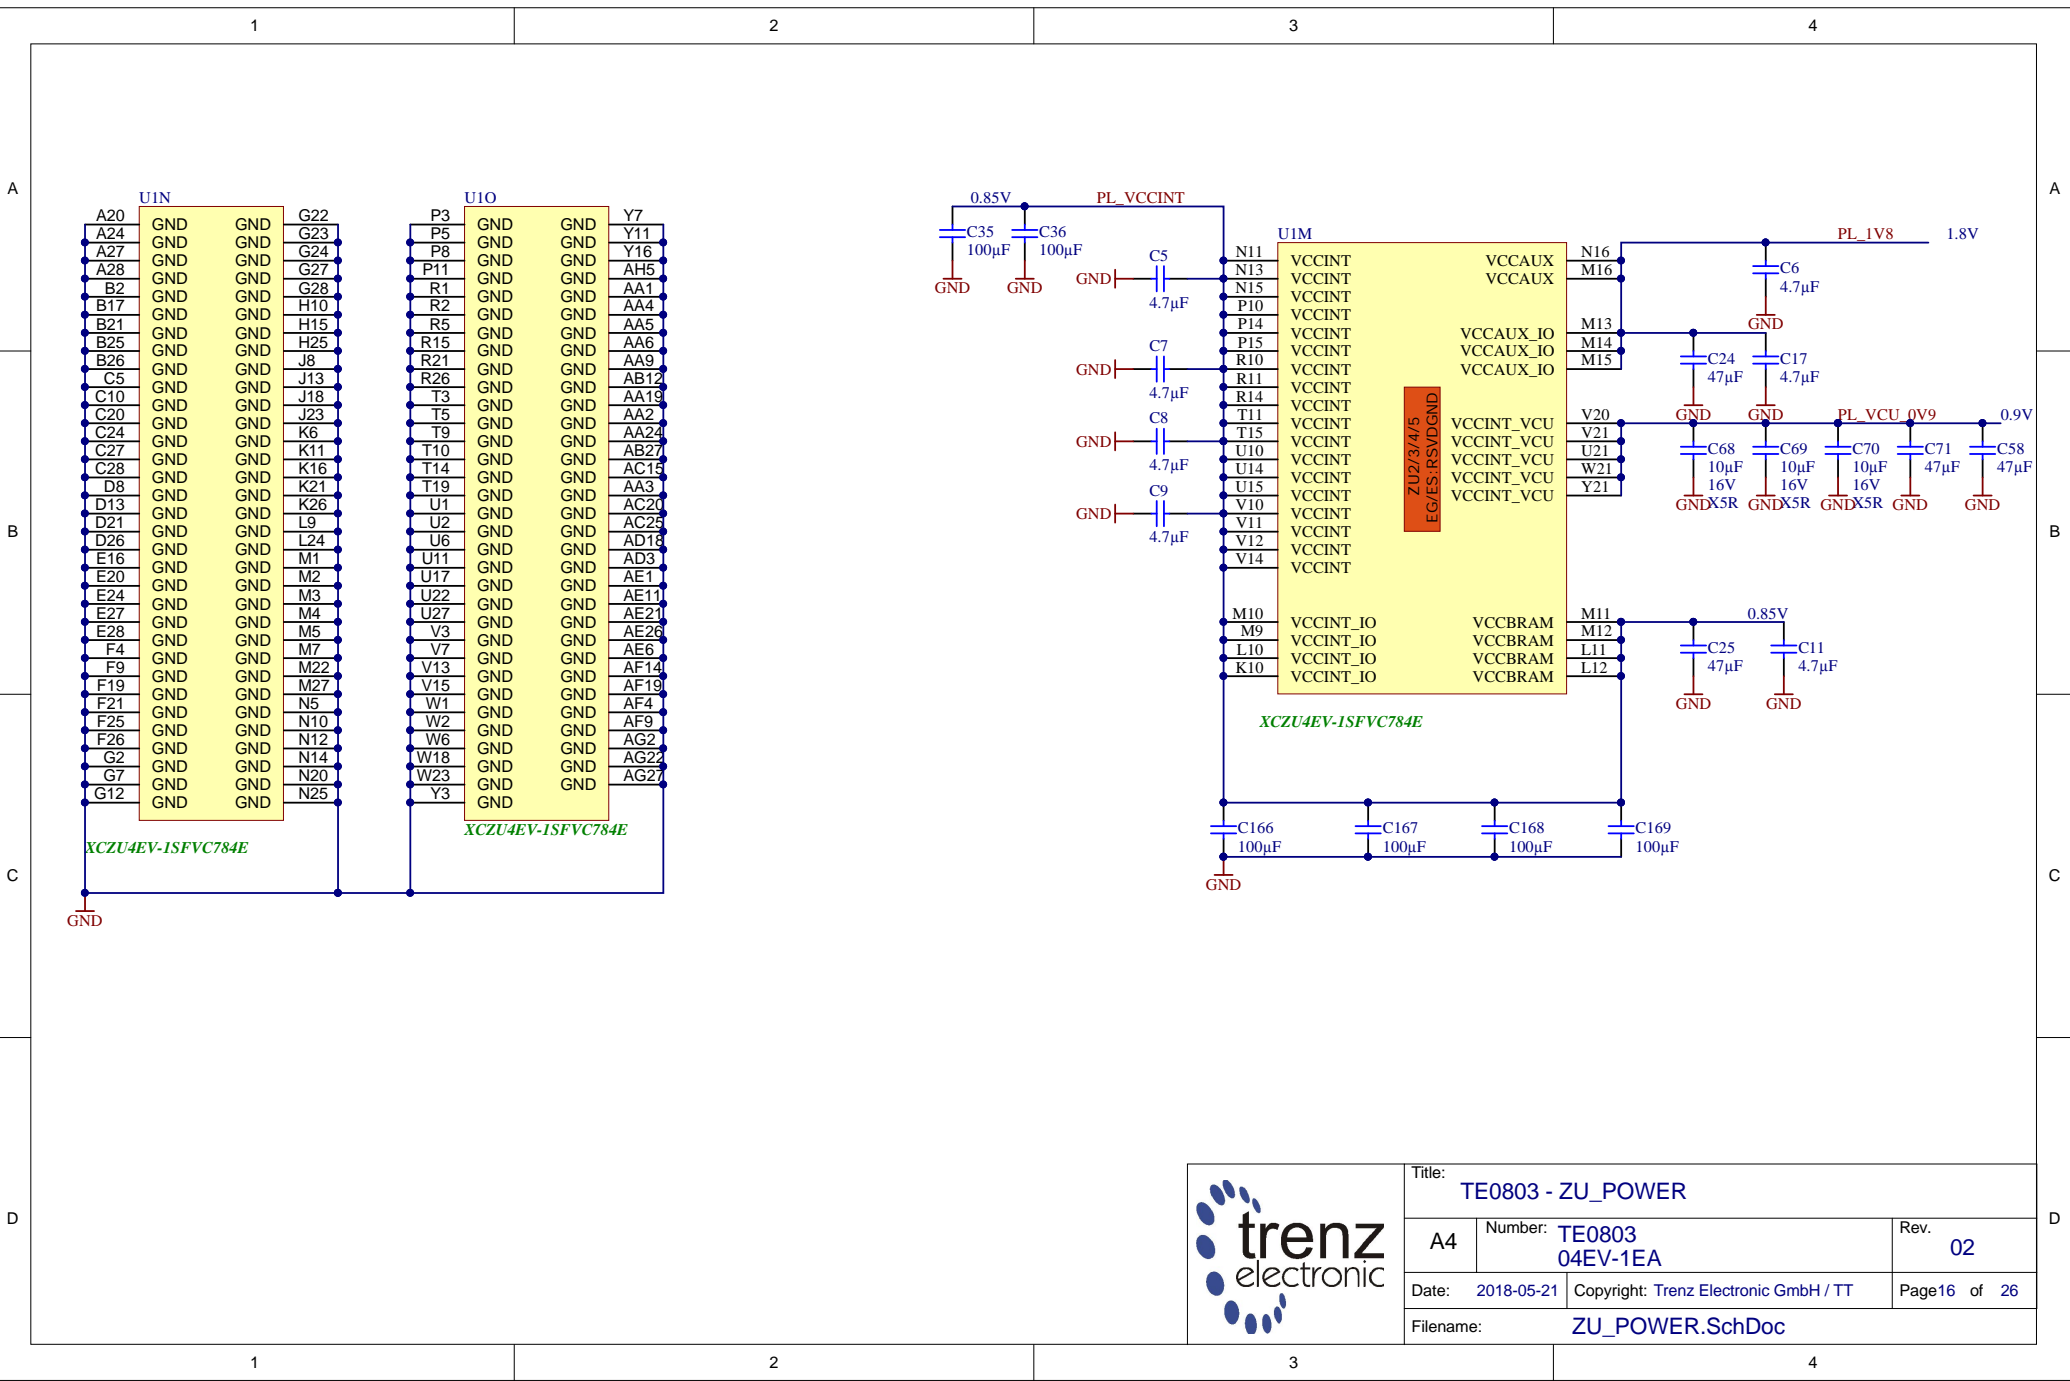 1 2 3 4
A A
B B
C C
D D
U1N
A20 GND GND G22
A24 GND GND G23
A27 GND GND G24
A28 GND GND G27
B2 GND GND G28
B17 GND GND H10
B21 GND GND H15
B25 GND GND H25
B26 GND GND J8
C5 GND GND J13
C10 GND GND J18
C20 GND GND J23
C24 GND GND K6
C27 GND GND K11
C28 GND GND K16
D8 GND GND K21
D13 GND GND K26
D21 GND GND L9
D26 GND GND L24
E16 GND GND M1
E20 GND GND M2
E24 GND GND M3
E27 GND GND M4
E28 GND GND M5
F4 GND GND M7
F9 GND GND M22
F19 GND GND M27
F21 GND GND N5
F25 GND GND N10
F26 GND GND N12
G2 GND GND N14
G7 GND GND N20
G12 GND GND N25
XCZU4EV-1SFVC784E
GND
U1O
P3 GND GND Y7
P5 GND GND Y11
P8 GND GND Y16
P11 GND GND AH5
R1 GND GND AA1
R2 GND GND AA4
R5 GND GND AA5
R15 GND GND AA6
R21 GND GND AA9
R26 GND GND AB12
T3 GND GND AA19
T5 GND GND AA2
T9 GND GND AA24
T10 GND GND AB27
T14 GND GND AC15
T19 GND GND AA3
U1 GND GND AC20
U2 GND GND AC25
U6 GND GND AD18
U11 GND GND AD3
U17 GND GND AE1
U22 GND GND AE11
U27 GND GND AE21
V3 GND GND AE26
V7 GND GND AE6
V13 GND GND AF14
V15 GND GND AF19
W1 GND GND AF4
W2 GND GND AF9
W6 GND GND AG2
W18 GND GND AG22
W23 GND GND AG27
Y3 GND
XCZU4EV-1SFVC784E
0.85V PL_VCCINT
C35 100µF GND
C36 100µF GND
GND C5 4.7µF
GND C7 4.7µF
GND C8 4.7µF
GND C9 4.7µF
U1M
N11 VCCINT
N13 VCCINT
N15 VCCINT
P10 VCCINT
P14 VCCINT
P15 VCCINT
R10 VCCINT
R11 VCCINT
R14 VCCINT
T11 VCCINT
T15 VCCINT
U10 VCCINT
U14 VCCINT
U15 VCCINT
V10 VCCINT
V11 VCCINT
V12 VCCINT
V14 VCCINT
M10 VCCINT_IO
M9 VCCINT_IO
L10 VCCINT_IO
K10 VCCINT_IO
ZU2/3/4/5
EG/ES:RSVDGND
VCCAUX N16
VCCAUX M16
VCCAUX_IO M13
VCCAUX_IO M14
VCCAUX_IO M15
VCCINT_VCU V20
VCCINT_VCU V21
VCCINT_VCU U21
VCCINT_VCU W21
VCCINT_VCU Y21
VCCBRAM M11
VCCBRAM M12
VCCBRAM L11
VCCBRAM L12
XCZU4EV-1SFVC784E
PL_1V8 1.8V
C6 4.7µF GND
C24 47µF GND
C17 4.7µF GND
PL_VCU_0V9 0.9V
C68 10µF 16V X5R GND
C69 10µF 16V X5R GND
C70 10µF 16V X5R GND
C71 47µF GND
C58 47µF GND
0.85V
C25 47µF GND
C11 4.7µF GND
C166 100µF
C167 100µF
C168 100µF
C169 100µF
GND
trenz
electronic
Title:
TE0803 - ZU_POWER
A4 Number: TE0803
04EV-1EA
Rev. 02
Date: 2018-05-21 Copyright: Trenz Electronic GmbH / TT Page16 of 26
Filename: ZU_POWER.SchDoc
1 2 3 4